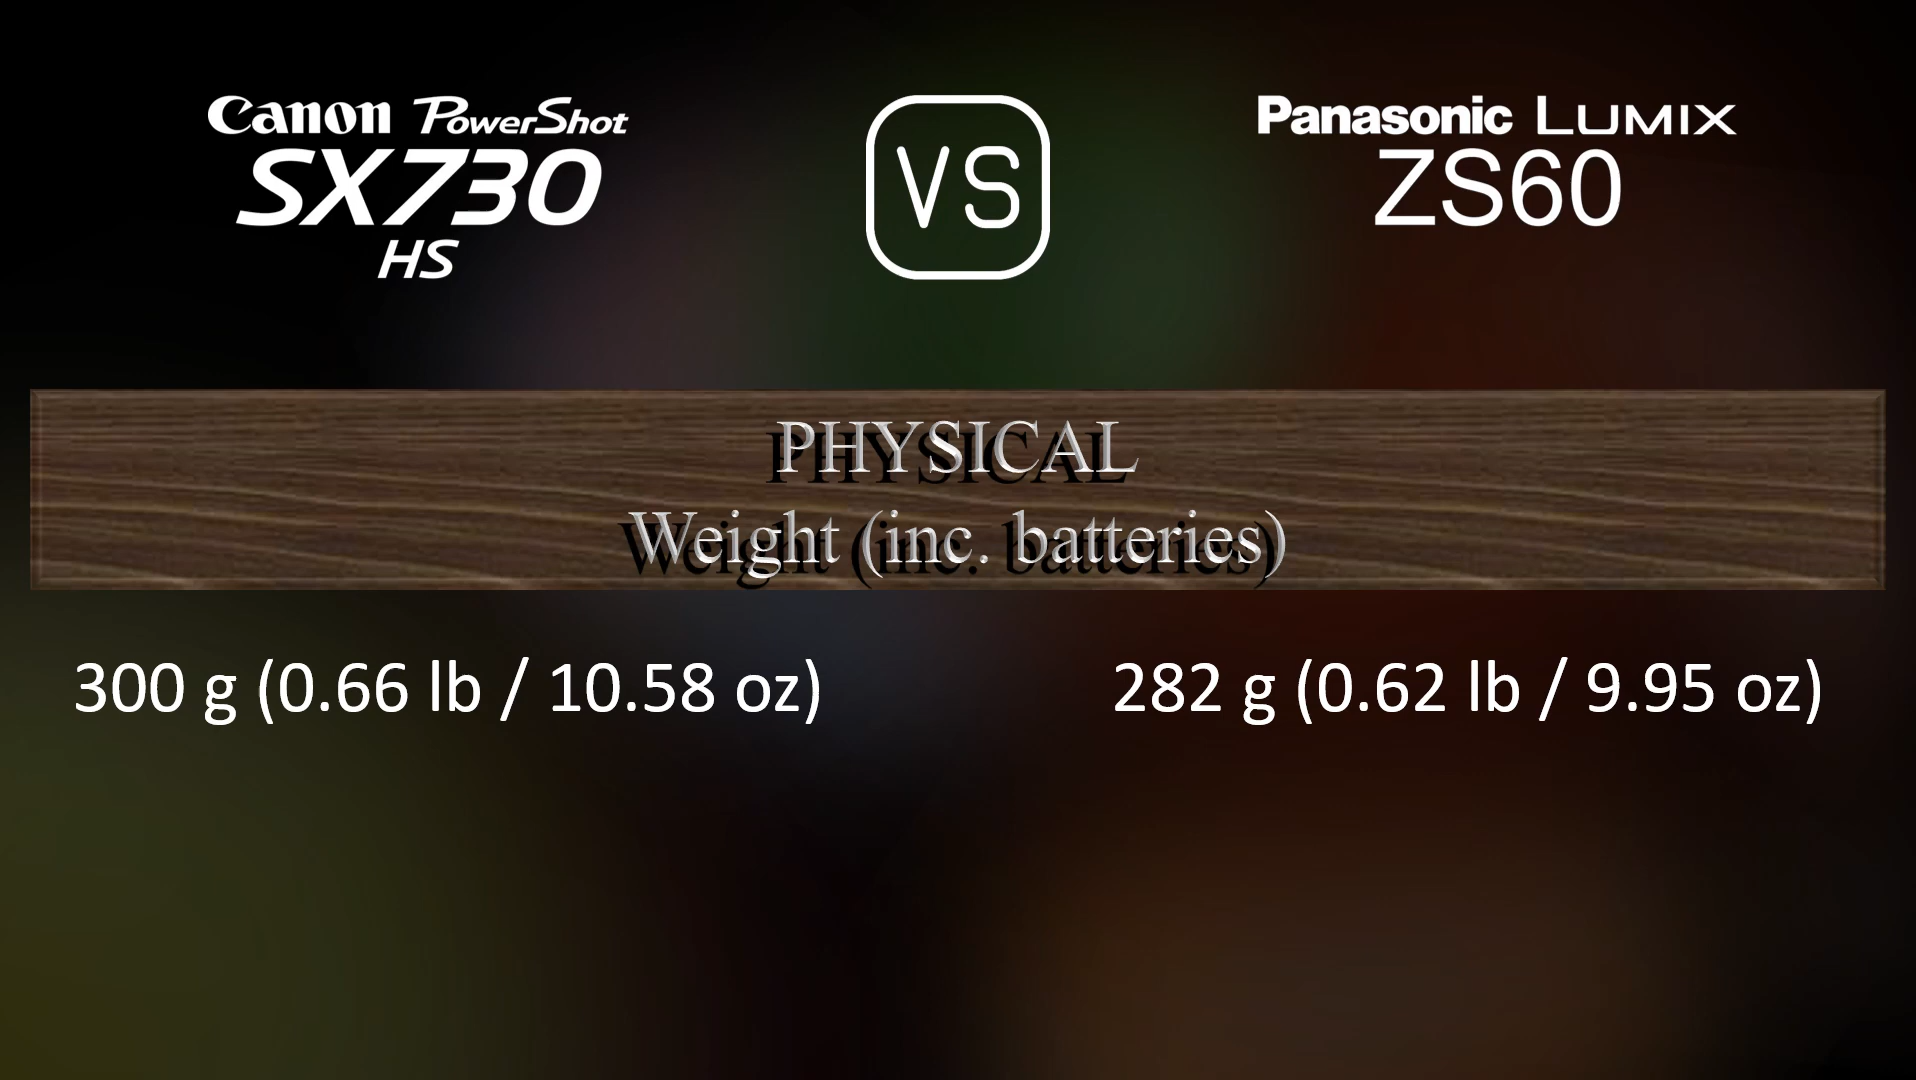 Canon PowerShot
SX730
HS
VS
Panasonic LUMIX
ZS60
PHYSICAL
Weight (inc. batteries)
300 g (0.66 lb / 10.58 oz)
282 g (0.62 lb / 9.95 oz)